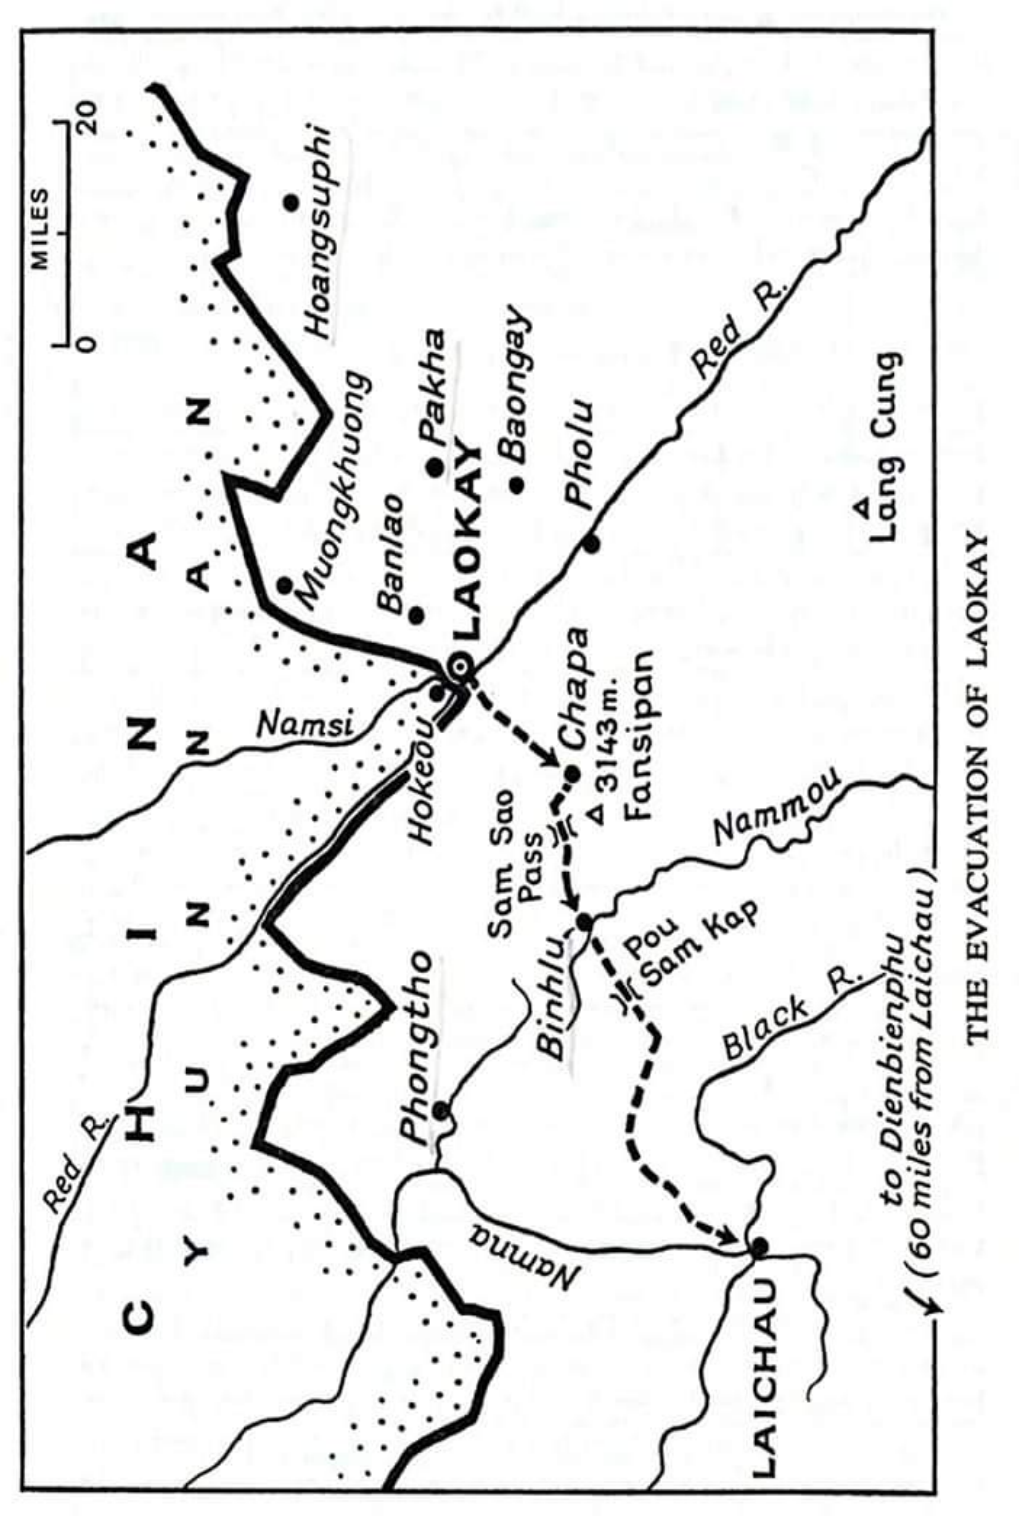 MILES
0 20
Red R.
CHINA
YUNNAN
Namsi
Hoangsuphi
Muongkhuong
Banlao
Pakha
Hokeou
Phongtho
LAOKAY
Baongay
Namna
Sam Sao
Pass
Binhlu
Chapa
Pholu
3143 m.
Fansipan
Pou
Sam Kap
Red R.
Nammou
Black R.
LAICHAU
Lang Cung
to Dienbienphu
(60 miles from Laichau)
THE EVACUATION OF LAOKAY